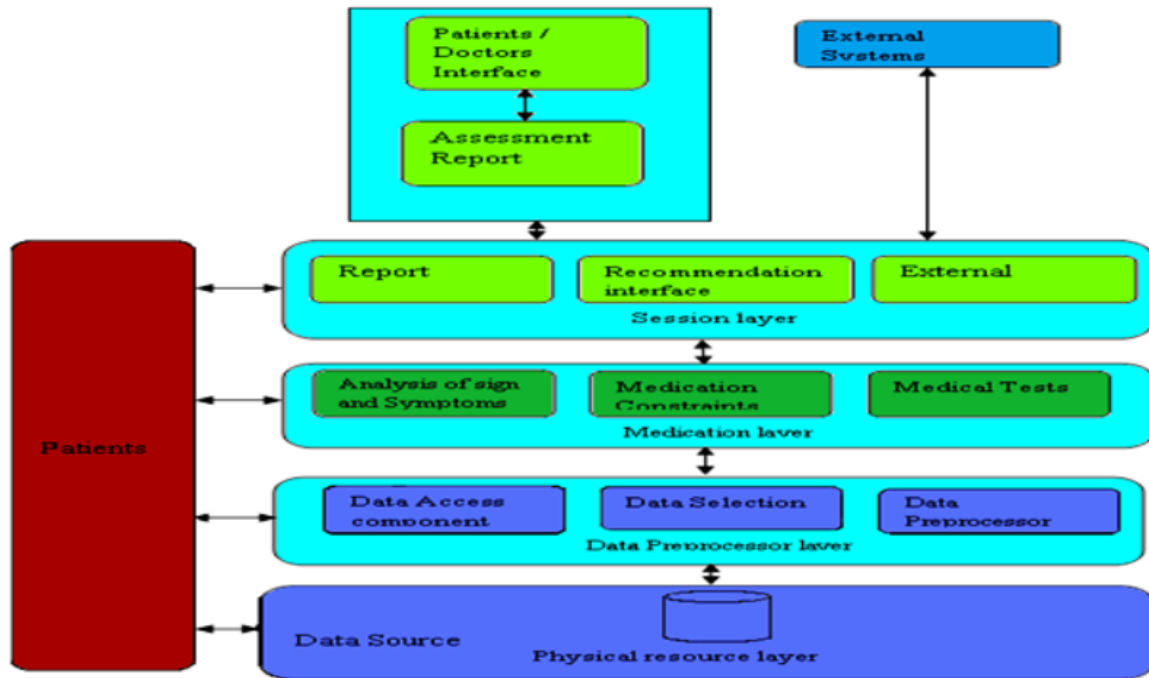 Patients /
Doctors
Interface
External
Systems
Assessment
Report
Report
Recommendation
interface
External
Session layer
Analysis of sign
and Symptoms
Medication
Constraints
Medical Tests
Medication layer
Patients
Data Access
component
Data Selection
Data
Preprocessor
Data Preprocessor layer
Data Source
Physical resource layer